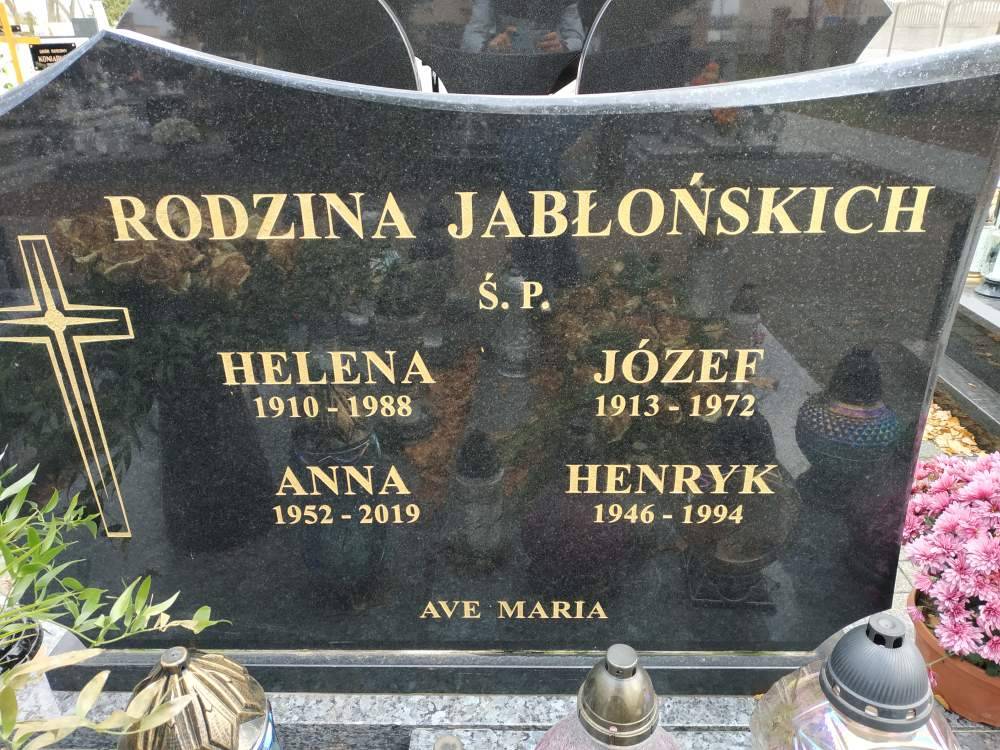 RODZINA JABŁOŃSKICH
Ś. P.
HELENA
1910 - 1988
JÓZEF
1913 - 1972
ANNA
1952 - 2019
HENRYK
1946 - 1994
AVE MARIA